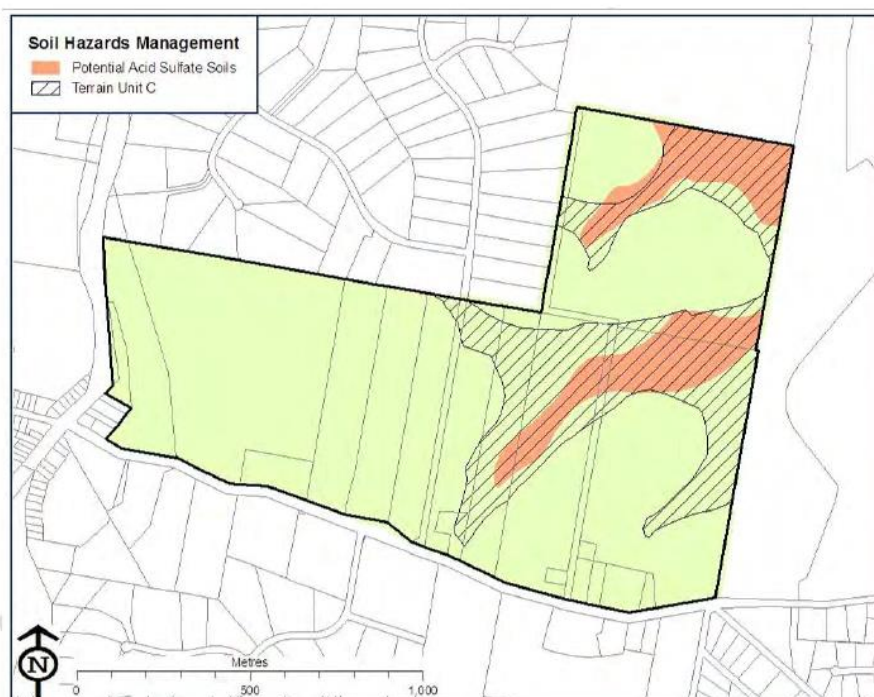 Soil Hazards Management
Potential Acid Sulfate Soils
Terrain Unit C
N
Metres
0 500 1,000